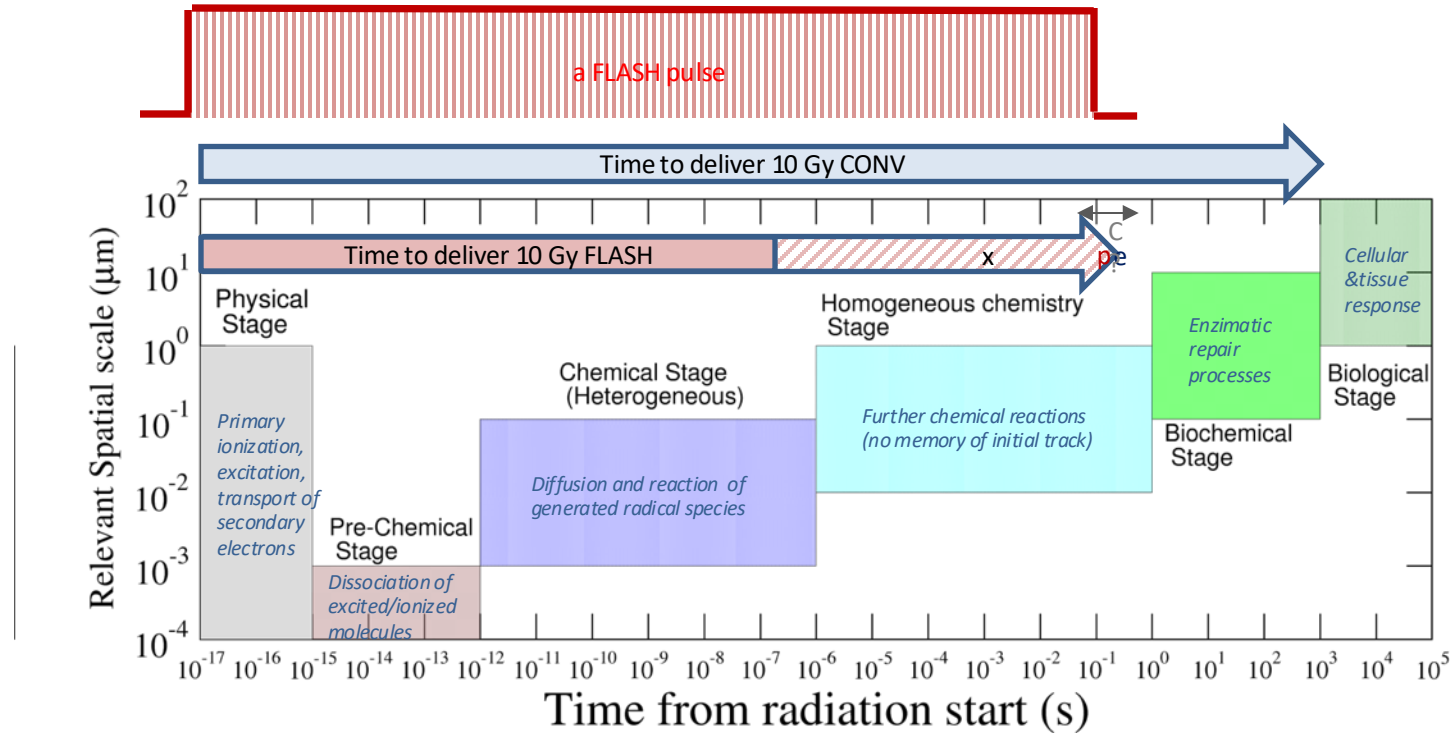 a FLASH pulse
Time to deliver 10 Gy CONV
Time to deliver 10 Gy FLASH
x
C
p e
?
Relevant Spatial scale (μm)
10²
10¹
10⁰
10⁻¹
10⁻²
10⁻³
10⁻⁴
Physical
Stage
Primary
ionization,
excitation,
transport of
secondary
electrons
Pre-Chemical
Stage
Dissociation of
excited/ionized
molecules
Chemical Stage
(Heterogeneous)
Diffusion and reaction of
generated radical species
Homogeneous chemistry
Stage
Further chemical reactions
(no memory of initial track)
Enzimatic
repair
processes
Biochemical
Stage
Cellular
&tissue
response
Biological
Stage
10⁻¹⁷ 10⁻¹⁶ 10⁻¹⁵ 10⁻¹⁴ 10⁻¹³ 10⁻¹² 10⁻¹¹ 10⁻¹⁰ 10⁻⁹ 10⁻⁸ 10⁻⁷ 10⁻⁶ 10⁻⁵ 10⁻⁴ 10⁻³ 10⁻² 10⁻¹ 10⁰ 10¹ 10² 10³ 10⁴ 10⁵
Time from radiation start (s)